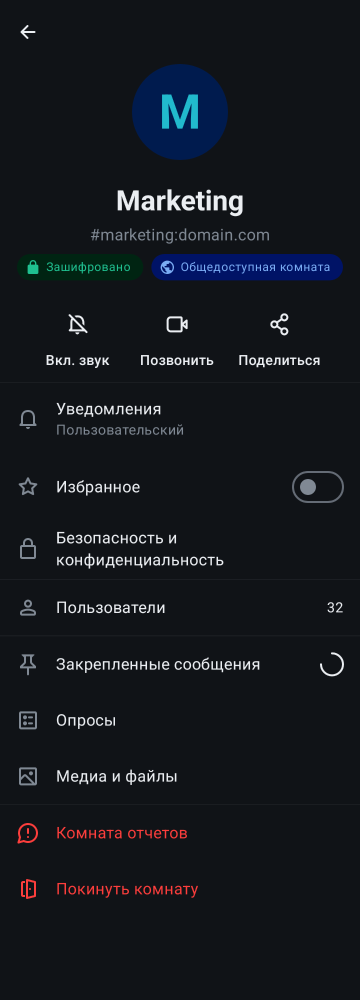 M
Marketing
#marketing:domain.com
Зашифровано
Общедоступная комната
Вкл. звук
Позвонить
Поделиться
Уведомления
Пользовательский
Избранное
Безопасность и
конфиденциальность
Пользователи
32
Закрепленные сообщения
Опросы
Медиа и файлы
Комната отчетов
Покинуть комнату